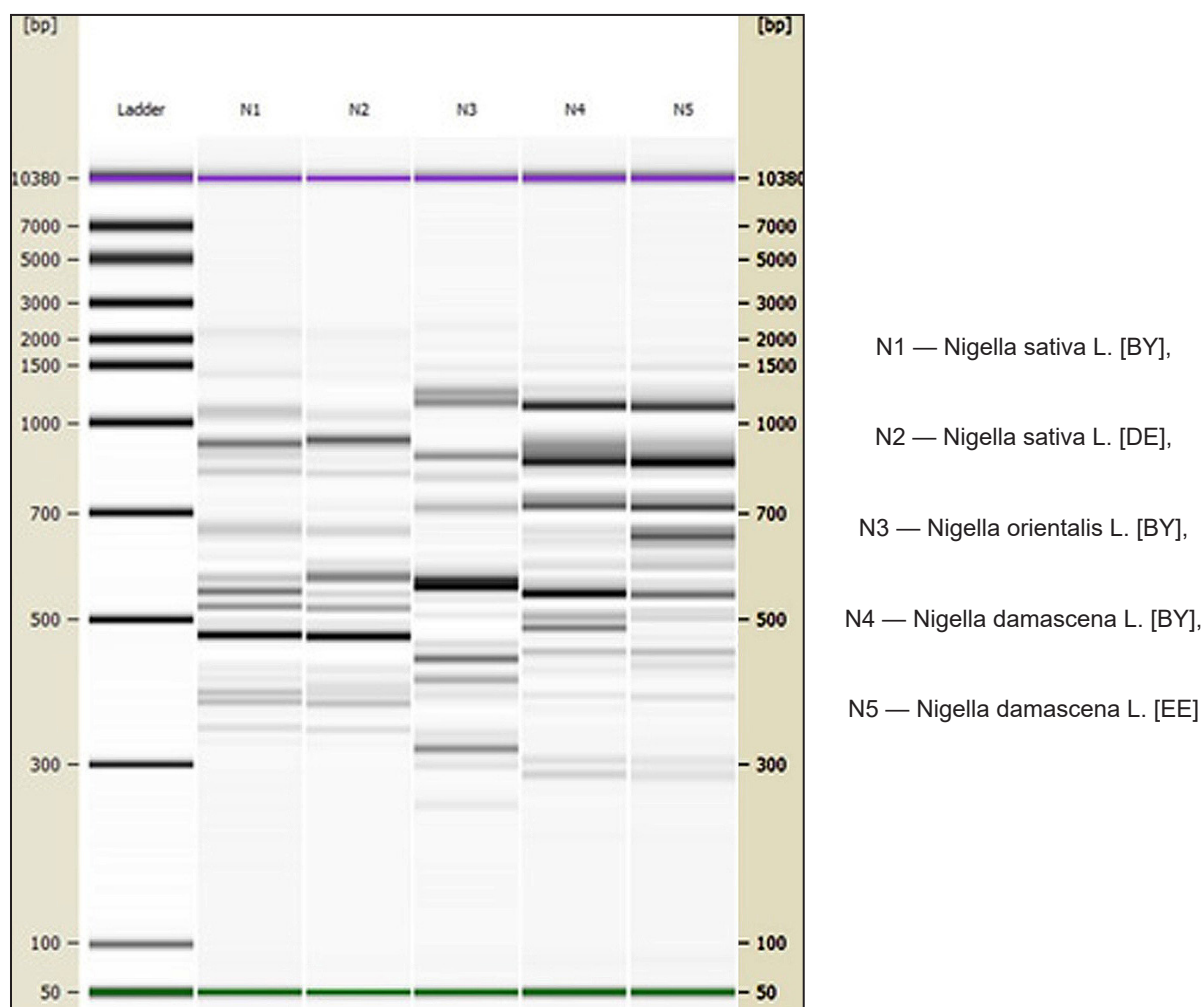 [bp] [bp]
Ladder N1 N2 N3 N4 N5
10380 10380
7000 7000
5000 5000
3000 3000
2000 2000
1500 1500
1000 1000
700 700
500 500
300 300
100 100
50 50
N1 — Nigella sativa L. [BY],
N2 — Nigella sativa L. [DE],
N3 — Nigella orientalis L. [BY],
N4 — Nigella damascena L. [BY],
N5 — Nigella damascena L. [EE]